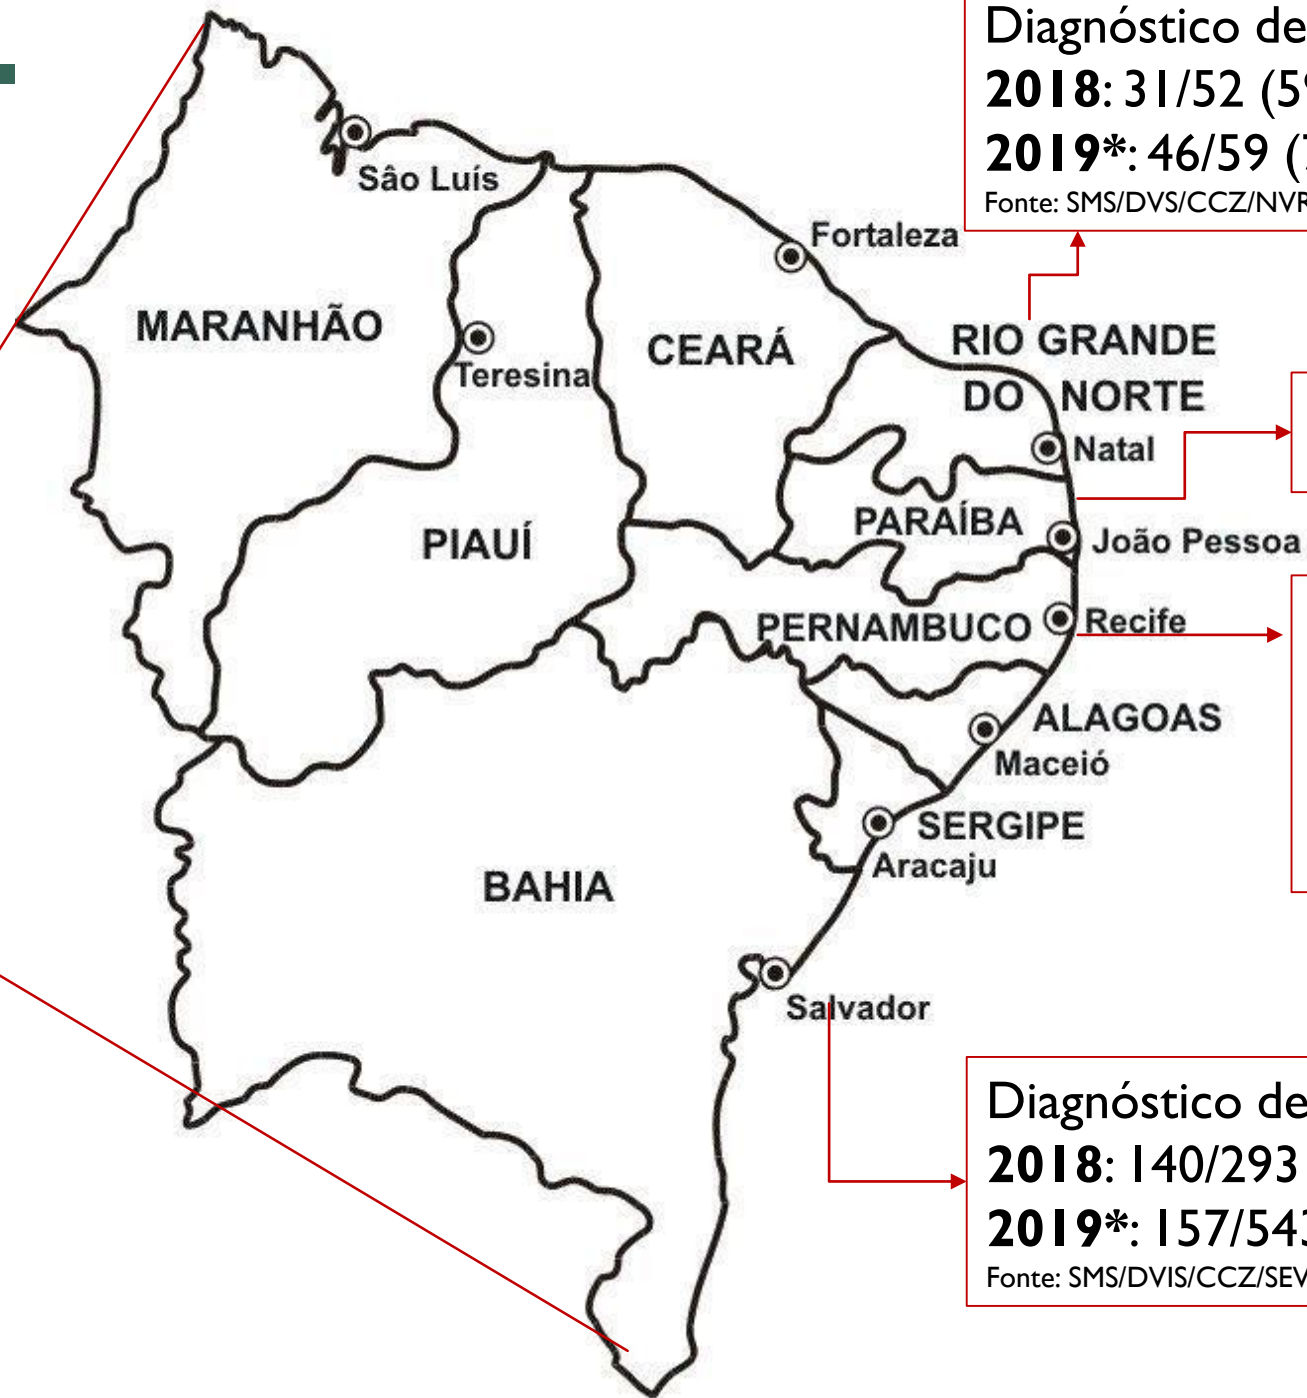 Diagnóstico de
2018: 31/52 (5
2019*: 46/59 (
Fonte: SMS/DVS/CCZ/NVR
São Luís
Fortaleza
MARANHÃO
Teresina
CEARÁ
RIO GRANDE
DO NORTE
Natal
PIAUÍ
PARAÍBA
João Pessoa
PERNAMBUCO
Recife
ALAGOAS
Maceió
SERGIPE
Aracaju
BAHIA
Salvador
Diagnóstico de
2018: 140/293
2019*: 157/543
Fonte: SMS/DVIS/CCZ/SEV